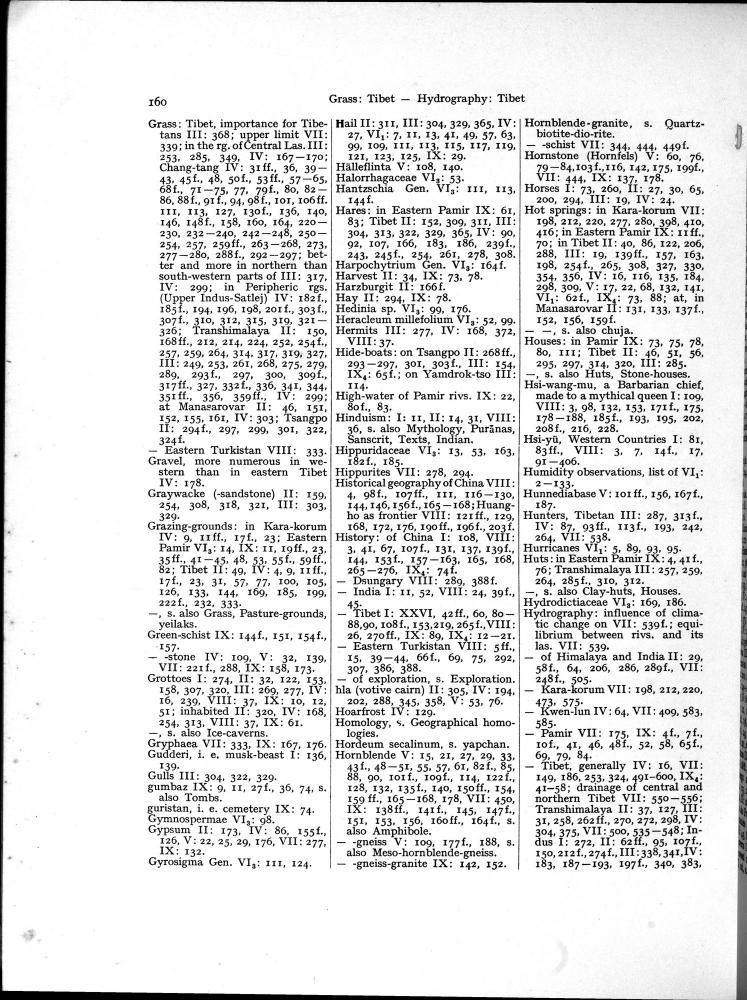 160
Grass: Tibet — Hydrography: Tibet
Grass: Tibet, importance for Tibe-
tans III: 368; upper limit VII:
339; in the rg. of Central Las. III:
253, 285, 349, IV: 167—170;
Chang-tang IV: 31ff., 36, 39—
43, 45f., 48, 50f., 53ff., 57—65,
68f., 71—75, 77, 79f., 80, 82—
86, 88f., 91f., 94, 98f., 101, 106ff.
111, 113, 127, 130f., 136, 140,
146, 148f., 158, 160, 164, 220—
230, 232—240, 242—248, 250—
254, 257, 259ff., 263—268, 273,
277—280, 288f., 292—297; bet-
ter and more in northern than
south-western parts of III: 317,
IV: 299; in Peripheric rgs.
(Upper Indus-Satlej) IV: 182f.,
185f., 194, 196, 198, 201f., 303f.,
307f., 310, 312, 315, 319, 321—
326; Transhimalaya II: 150,
168ff., 212, 214, 224, 252, 254f.,
257, 259, 264, 314, 317, 319, 327,
III: 249, 253, 261, 268, 275, 279,
289, 293f., 297, 300, 309f.,
317ff., 327, 332f., 336, 341, 344,
351ff., 356, 359ff., IV: 299;
at Manasarovar II: 46, 151,
152, 155, 161, IV: 303; Tsangpo
II: 294f., 297, 299, 301, 322,
324f.
— Eastern Turkistan VIII: 333.
Gravel, more numerous in we-
stern than in eastern Tibet
IV: 178.
Graywacke (-sandstone) II: 159,
254, 308, 318, 321, III: 303,
329.
Grazing-grounds: in Kara-korum
IV: 9, 11ff., 17f., 23; Eastern
Pamir VI₃: 14, IX: 11, 19ff., 23,
35ff., 41—45, 48, 53, 55f., 59ff.,
82; Tibet II: 49, IV: 4, 9, 11ff.,
17f., 23, 31, 57, 77, 100, 105,
126, 133, 144, 169, 185, 199,
222f., 232, 333.
—, s. also Grass, Pasture-grounds,
yeilaks.
Green-schist IX: 144f., 151, 154f.,
157.
— -stone IV: 109, V: 32, 139,
VII: 221f., 288, IX: 158, 173.
Grottoes I: 274, II: 32, 122, 153,
158, 307, 320, III: 269, 277, IV:
16, 239, VIII: 37, IX: 10, 12,
51; inhabited II: 320, IV: 168,
254, 313, VIII: 37, IX: 61.
—, s. also Ice-caverns.
Gryphaea VII: 333, IX: 167, 176.
Gudderi, i. e. musk-beast I: 136,
139.
Gulls III: 304, 322, 329.
gumbaz IX: 9, 11, 27f., 36, 74, s.
also Tombs.
guristan, i. e. cemetery IX: 74.
Gymnospermae VI₃: 98.
Gypsum II: 173, IV: 86, 155f.,
126, V: 22, 25, 29, 176, VII: 277,
IX: 132.
Gyrosigma Gen. VI₃: 111, 124.
Hail II: 311, III: 304, 329, 365, IV:
27, VI₁: 7, 11, 13, 41, 49, 57, 63,
99, 109, 111, 113, 115, 117, 119,
121, 123, 125, IX: 29.
Hälleflinta V: 108, 140.
Halorrhagaceae VI₃: 53.
Hantzschia Gen. VI₃: 111, 113,
144f.
Hares: in Eastern Pamir IX: 61,
83; Tibet II: 152, 309, 311, III:
304, 313, 322, 329, 365, IV: 90,
92, 107, 166, 183, 186, 239f.,
243, 245f., 254, 261, 278, 308.
Harpochytrium Gen. VI₃: 164f.
Harvest II: 34, IX: 73, 78.
Harzburgit II: 166f.
Hay II: 294, IX: 78.
Hedinia sp. VI₃: 99, 176.
Heracleum millefolium VI₃: 52, 99.
Hermits III: 277, IV: 168, 372,
VIII: 37.
Hide-boats: on Tsangpo II: 268ff.,
293—297, 301, 303f., III: 154,
IX₄: 65f.; on Yamdrok-tso III:
114.
High-water of Pamir rivs. IX: 22,
80f., 83.
Hinduism: I: 11, II: 14, 31, VIII:
36, s. also Mythology, Purānas,
Sanscrit, Texts, Indian.
Hippuridaceae VI₃: 13, 53, 163,
182f., 185.
Hippurites VII: 278, 294.
Historical geography of China VIII:
4, 98f., 107ff., 111, 116—130,
144, 146, 156f., 165—168; Huang-
ho as frontier VIII: 121ff., 129,
168, 172, 176, 190ff., 196f., 203f.
History: of China I: 108, VIII:
3, 41, 67, 107f., 131, 137, 139f.,
144, 153f., 157—163, 165, 168,
265—276, IX₄: 74f.
— Dsungary VIII: 289, 388f.
— India I: 11, 52, VIII: 24, 39f.,
45.
— Tibet I: XXVI, 42ff., 60, 80—
88, 90, 108f., 153, 219, 265f., VIII:
26, 270ff., IX: 89, IX₄: 12—21.
— Eastern Turkistan VIII: 5ff.,
15, 39—44, 66f., 69, 75, 292,
307, 386, 388.
— of exploration, s. Exploration.
hla (votive cairn) II: 305, IV: 194,
202, 288, 345, 358, V: 53, 76.
Hoarfrost IV: 129.
Homology, s. Geographical homo-
logies.
Hordeum secalinum, s. yapchan.
Hornblende V: 15, 21, 27, 29, 33,
43f., 48—51, 55, 57, 61, 82f., 85,
88, 90, 101f., 109f., 114, 122f.,
128, 132, 135f., 140, 150ff., 154,
159 ff., 165—168, 178, VII: 450,
IX: 138ff., 141f., 145, 147f.,
151, 153, 156, 160ff., 164f., s.
also Amphibole.
— -gneiss V: 109, 177f., 188, s.
also Meso-hornblende-gneiss.
— -gneiss-granite IX: 142, 152.
Hornblende-granite, s. Quartz-
biotite-dio-rite.
— -schist VII: 344, 444, 449f.
Hornstone (Hornfels) V: 60, 76,
79—84, 103f., 116, 142, 175, 199f.,
VII: 444, IX: 137, 178.
Horses I: 73, 260, II: 27, 30, 65,
200, 294, III: 19, IV: 24.
Hot springs: in Kara-korum VII:
198, 212, 220, 277, 280, 398, 410,
416; in Eastern Pamir IX: 11ff.,
70; in Tibet II: 40, 86, 122, 206,
288, III: 19, 139ff., 157, 163,
198, 254f., 265, 308, 327, 330,
354, 356, IV: 16, 116, 135, 184,
298, 309, V: 17, 22, 68, 132, 141,
VI₁: 62f., IX₄: 73, 88; at, in
Manasarovar II: 131, 133, 137f.,
152, 156, 159f.
— —, s. also chuja.
Houses: in Pamir IX: 73, 75, 78,
80, 111; Tibet II: 46, 51, 56,
295, 297, 314, 320, III: 285.
—, s. also Huts, Stone-houses.
Hsi-wang-mu, a Barbarian chief,
made to a mythical queen I: 109,
VIII: 3, 98, 132, 153, 171f., 175,
178—188, 185f., 193, 195, 202,
208f., 216, 228.
Hsi-yü, Western Countries I: 81,
83ff., VIII: 3, 7, 14f., 17,
91—406.
Humidity observations, list of VI₁:
2—133.
Hunnediabase V: 101 ff., 156, 167f.,
187.
Hunters, Tibetan III: 287, 313f.,
IV: 87, 93ff., 113f., 193, 242,
264, VII: 538.
Hurricanes VI₁: 5, 89, 93, 95.
Huts: in Eastern Pamir IX: 4, 41f.,
76; Transhimalaya III: 257, 259,
264, 285f., 310, 312.
—, s. also Clay-huts, Houses.
Hydrodictiaceae VI₃: 169, 186.
Hydrography: influence of clima-
tic change on VII: 539f.; equi-
librium between rivs. and its
las. VII: 539.
— of Himalaya and India II: 29,
58f., 64, 206, 286, 289f., VII:
248f., 505.
— Kara-korum VII: 198, 212, 220,
473, 575.
— Kwen-lun IV: 64, VII: 409, 583,
585.
— Pamir VII: 175, IX: 4f., 7f.,
10f., 41, 46, 48f., 52, 58, 65f.,
69, 79, 84.
— Tibet, generally IV: 16, VII:
149, 186, 253, 324, 491-600, IX₄:
41—58; drainage of central and
northern Tibet VII: 550—556;
Transhimalaya II: 37, 127, III:
31, 258, 262ff., 270, 272, 298, IV:
304, 375, VII: 500, 535—548; In-
dus I: 272, II: 62ff., 95, 107f.,
150, 212f., 274f., III: 338, 341, IV:
183, 187—193, 197f., 340, 383,